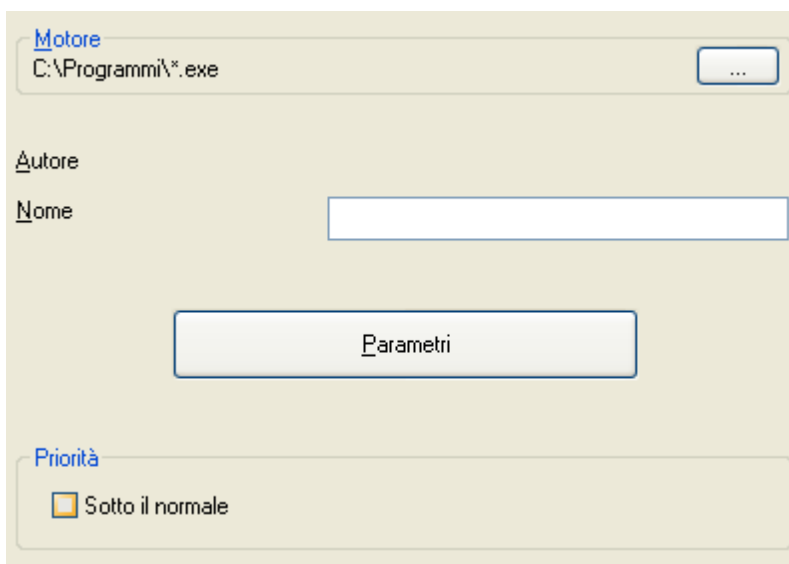 Motore
C:\Programmi\*.exe
...
Autore
Nome
Parametri
Priorità
Sotto il normale